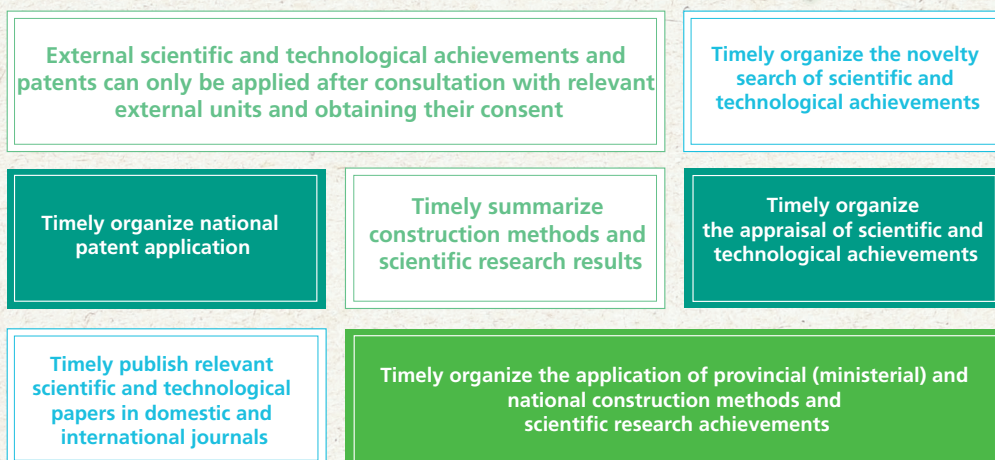 External scientific and technological achievements and
patents can only be applied after consultation with relevant
external units and obtaining their consent
Timely organize the novelty
search of scientific and
technological achievements
Timely organize national
patent application
Timely summarize
construction methods and
scientific research results
Timely organize
the appraisal of scientific and
technological achievements
Timely publish relevant
scientific and technological
papers in domestic and
international journals
Timely organize the application of provincial (ministerial) and
national construction methods and
scientific research achievements